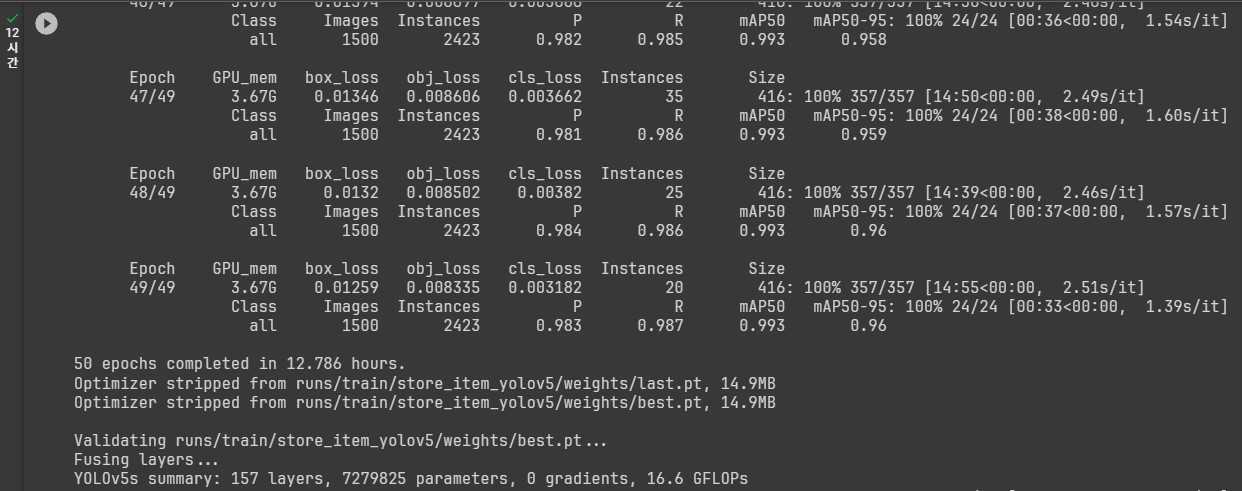 Class Images Instances P R mAP50 mAP50-95: 100% 24/24 [00:36<00:00, 1.54s/it]
all 1500 2423 0.982 0.985 0.993 0.958
12
시
간
Epoch GPU_mem box_loss obj_loss cls_loss Instances Size
47/49 3.67G 0.01346 0.008606 0.003662 35 416: 100% 357/357 [14:50<00:00, 2.49s/it]
Class Images Instances P R mAP50 mAP50-95: 100% 24/24 [00:38<00:00, 1.60s/it]
all 1500 2423 0.981 0.986 0.993 0.959
Epoch GPU_mem box_loss obj_loss cls_loss Instances Size
48/49 3.67G 0.0132 0.008502 0.00382 25 416: 100% 357/357 [14:39<00:00, 2.46s/it]
Class Images Instances P R mAP50 mAP50-95: 100% 24/24 [00:37<00:00, 1.57s/it]
all 1500 2423 0.984 0.986 0.993 0.96
Epoch GPU_mem box_loss obj_loss cls_loss Instances Size
49/49 3.67G 0.01259 0.008335 0.003182 20 416: 100% 357/357 [14:55<00:00, 2.51s/it]
Class Images Instances P R mAP50 mAP50-95: 100% 24/24 [00:33<00:00, 1.39s/it]
all 1500 2423 0.983 0.987 0.993 0.96
50 epochs completed in 12.786 hours.
Optimizer stripped from runs/train/store_item_yolov5/weights/last.pt, 14.9MB
Optimizer stripped from runs/train/store_item_yolov5/weights/best.pt, 14.9MB
Validating runs/train/store_item_yolov5/weights/best.pt...
Fusing layers...
YOLOv5s summary: 157 layers, 7279825 parameters, 0 gradients, 16.6 GFLOPs